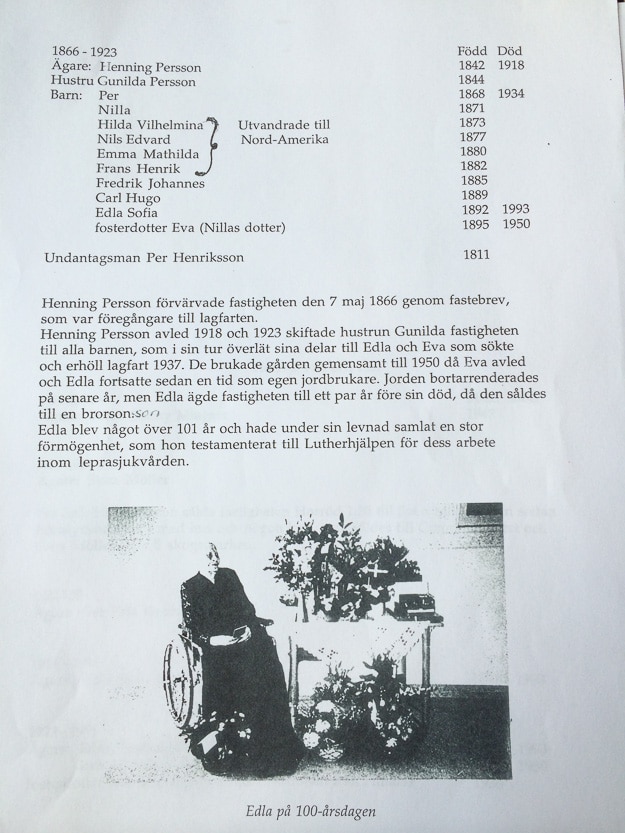 1866 - 1923 Född Död
Ägare: Henning Persson 1842 1918
Hustru Gunilda Persson 1844
Barn: Per 1868 1934
Nilla 1871
Hilda Vilhelmina Utvandrade till 1873
Nils Edvard Nord-Amerika 1877
Emma Mathilda 1880
Frans Henrik 1882
Fredrik Johannes 1885
Carl Hugo 1889
Edla Sofia 1892 1993
fosterdotter Eva (Nillas dotter) 1895 1950
Undantagsman Per Henriksson 1811
Henning Persson förvärvade fastigheten den 7 maj 1866 genom fastebrev,
som var föregångare till lagfarten.
Henning Persson avled 1918 och 1923 skiftade hustrun Gunilda fastigheten
till alla barnen, som i sin tur överlät sina delar till Edla och Eva som sökte
och erhöll lagfart 1937. De brukade gården gemensamt till 1950 då Eva avled
och Edla fortsatte sedan en tid som egen jordbrukare. Jorden bortarrenderades
på senare år, men Edla ägde fastigheten till ett par år före sin död, då den såldes
till en brorson:son
Edla blev något över 101 år och hade under sin levnad samlat en stor
förmögenhet, som hon testamenterat till Lutherhjälpen för dess arbete
inom leprasjukvården.
Edla på 100-årsdagen